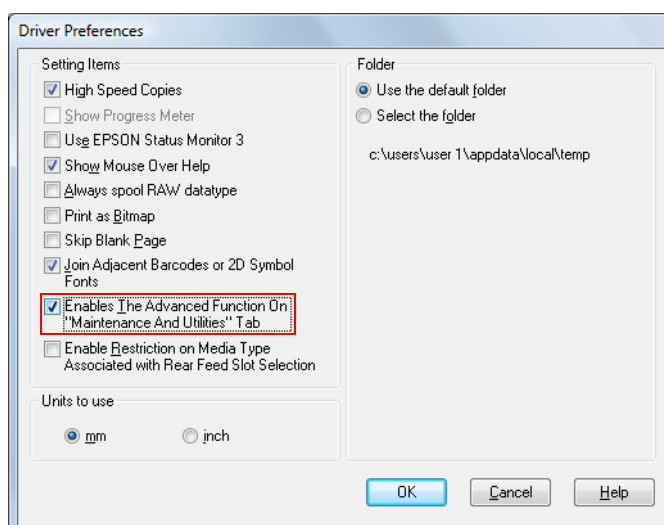 Driver Preferences
Setting Items
High Speed Copies
Show Progress Meter
Use EPSON Status Monitor 3
Show Mouse Over Help
Always spool RAW datatype
Print as Bitmap
Skip Blank Page
Join Adjacent Barcodes or 2D Symbol
Fonts
Enables The Advanced Function On
"Maintenance And Utilities" Tab
Enable Restriction on Media Type
Associated with Rear Feed Slot Selection
Units to use
mm
inch
Folder
Use the default folder
Select the folder
c:\users\user 1\appdata\local\temp
OK
Cancel
Help